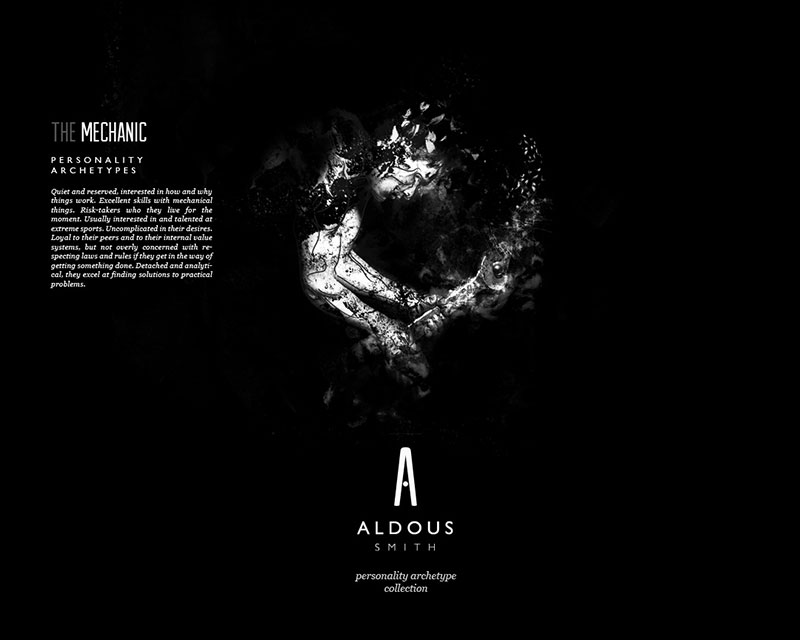 THE MECHANIC
PERSONALITY
ARCHETYPES
Quiet and reserved, interested in how and why
things work. Excellent skills with mechanical
things. Risk-takers who they live for the
moment. Usually interested in and talented at
extreme sports. Uncomplicated in their desires.
Loyal to their peers and to their internal value
systems, but not overly concerned with re-
specting laws and rules if they get in the way of
getting something done. Detached and analyti-
cal, they excel at finding solutions to practical
problems.
A
ALDOUS
SMITH
personality archetype
collection